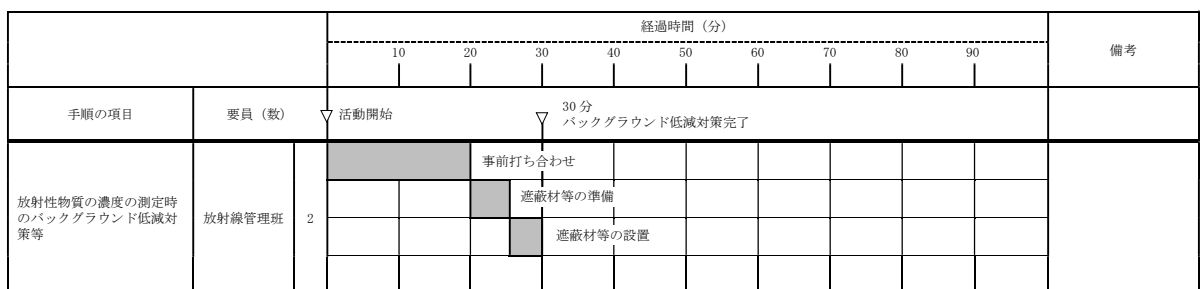 経過時間（分）
備考
10 20 30 40 50 60 70 80 90
手順の項目
要員（数）
活動開始
30 分
バックグラウンド低減対策完了
放射性物質の濃度の測定時
のバックグラウンド低減対
策等
放射線管理班
2
事前打ち合わせ
遮蔽材等の準備
遮蔽材等の設置